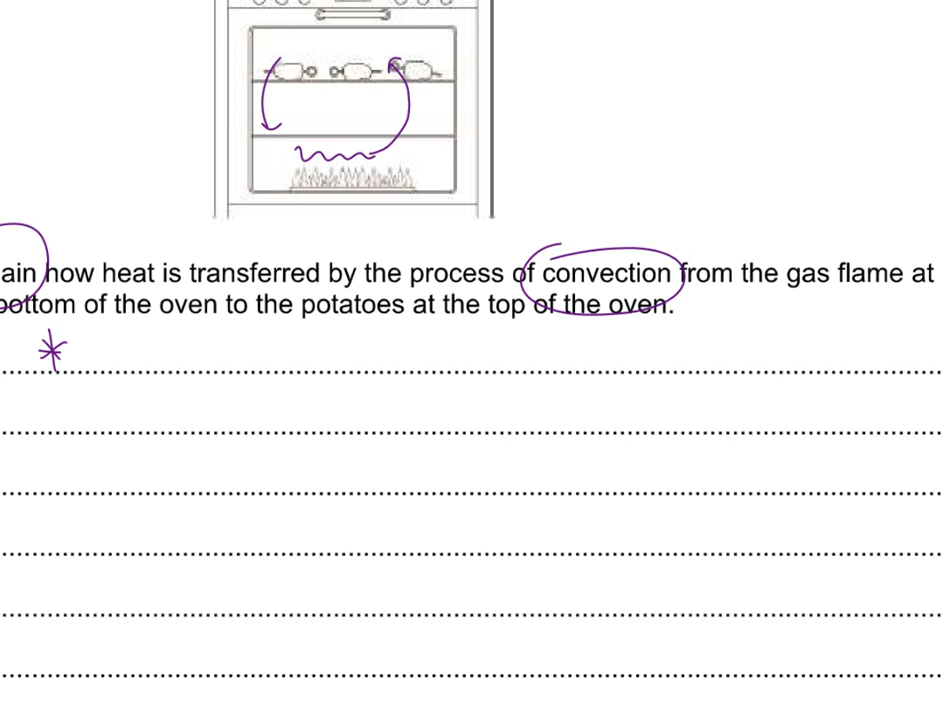 ain how heat is transferred by the process of convection from the gas flame at
bottom of the oven to the potatoes at the top of the oven.